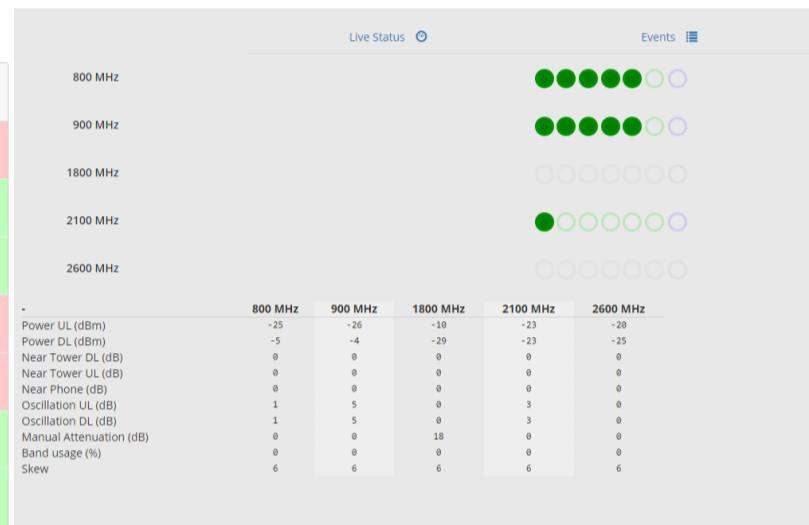 Live Status Events
800 MHz
900 MHz
1800 MHz
2100 MHz
2600 MHz
- 800 MHz 900 MHz 1800 MHz 2100 MHz 2600 MHz
Power UL (dBm) -25 -26 -10 -23 -20
Power DL (dBm) -5 -4 -29 -23 -25
Near Tower DL (dB) 0 0 0 0 0
Near Tower UL (dB) 0 0 0 0 0
Near Phone (dB) 0 0 0 0 0
Oscillation UL (dB) 1 5 0 3 0
Oscillation DL (dB) 1 5 0 3 0
Manual Attenuation (dB) 0 0 18 0 0
Band usage (%) 0 0 0 0 0
Skew 6 6 6 6 6